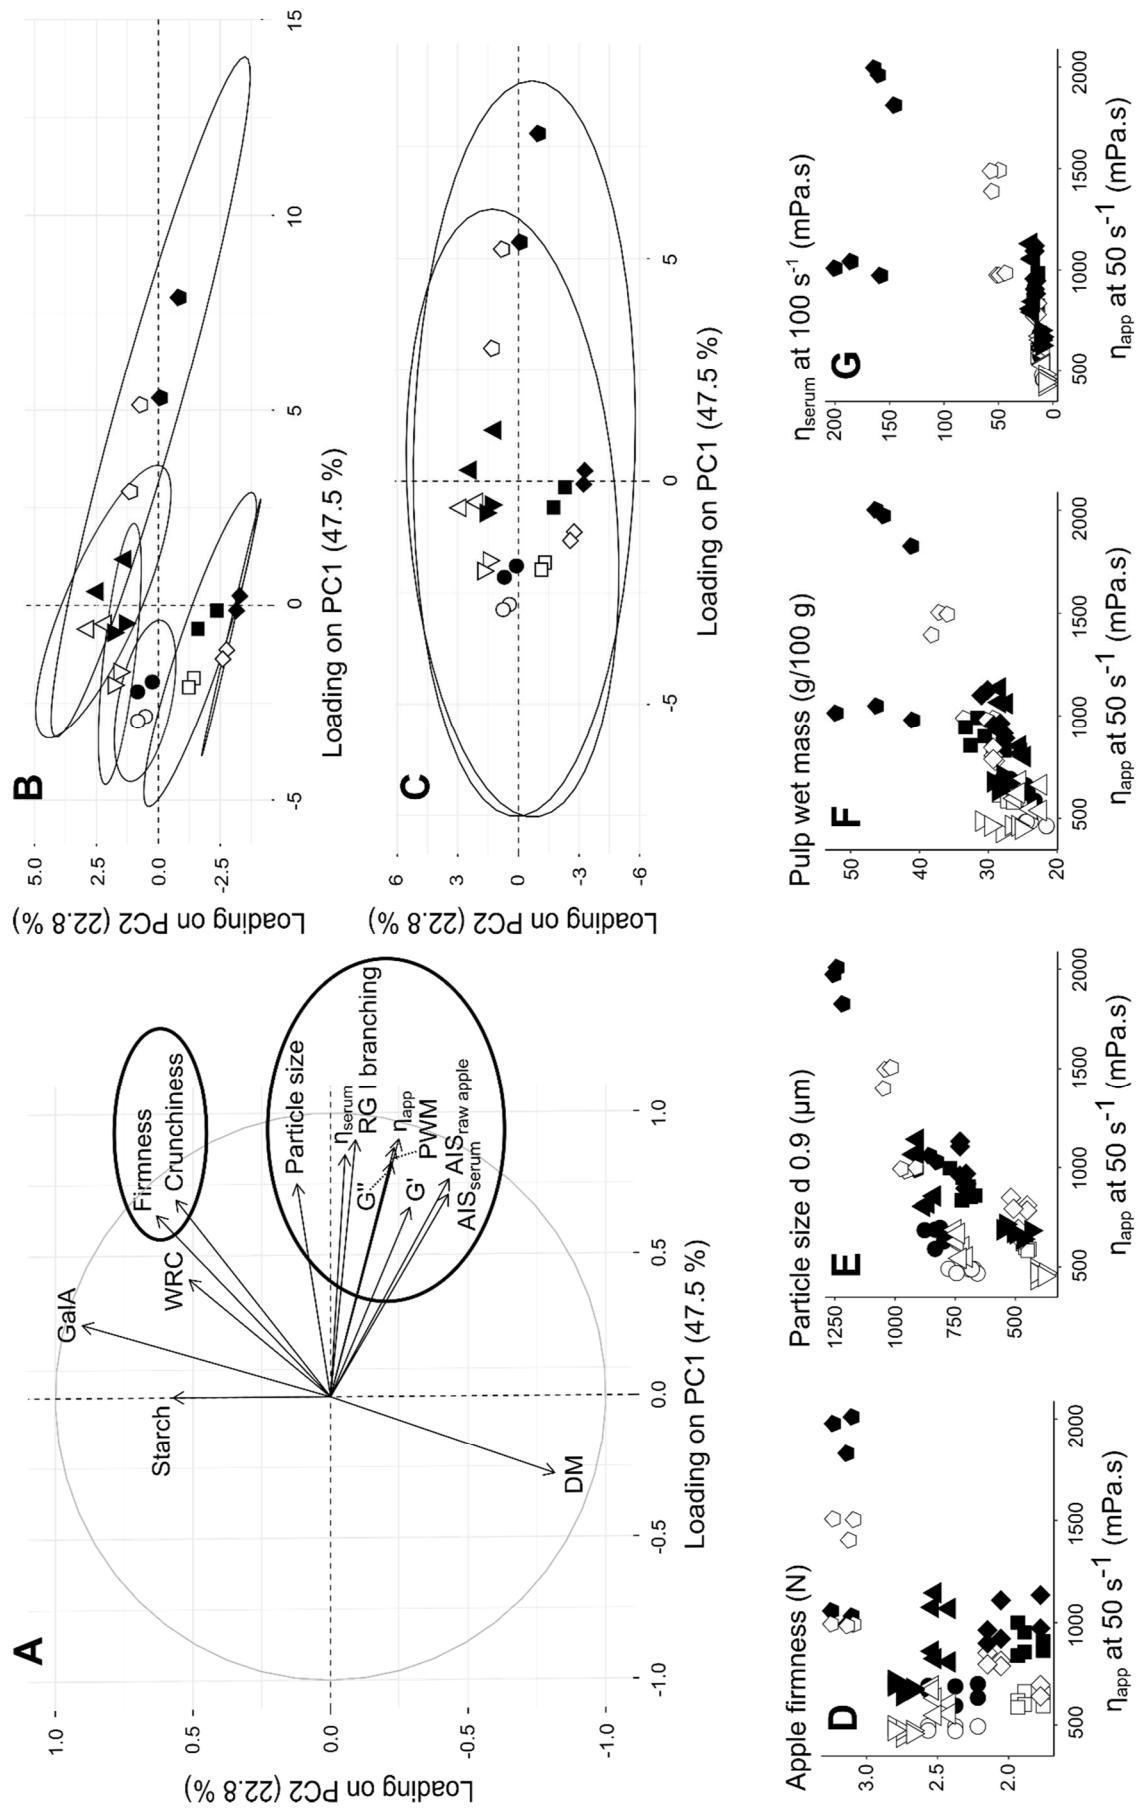 A
Loading on PC2 (22.8 %)
1.0
0.5
0.0
-0.5
-1.0
GalA
Starch
WRC
Firmness
Crunchiness
Particle size
ηserum
RG I branching
G''
ηapp
PWM
G'
AISraw apple
AISserum
DM
-1.0
-0.5
0.0
0.5
1.0
Loading on PC1 (47.5 %)
B
Loading on PC2 (22.8 %)
5.0
2.5
0.0
-2.5
-5
0
5
10
15
Loading on PC1 (47.5 %)
C
Loading on PC2 (22.8 %)
6
3
0
-3
-6
-5
0
5
Loading on PC1 (47.5 %)
Apple firmness (N)
D
3.0
2.5
2.0
500
1000
1500
2000
ηapp at 50 s-1 (mPa.s)
Particle size d 0.9 (μm)
E
1250
1000
750
500
500
1000
1500
2000
ηapp at 50 s-1 (mPa.s)
Pulp wet mass (g/100 g)
F
50
40
30
20
500
1000
1500
2000
ηapp at 50 s-1 (mPa.s)
ηserum at 100 s-1 (mPa.s)
G
200
150
100
50
0
500
1000
1500
2000
ηapp at 50 s-1 (mPa.s)